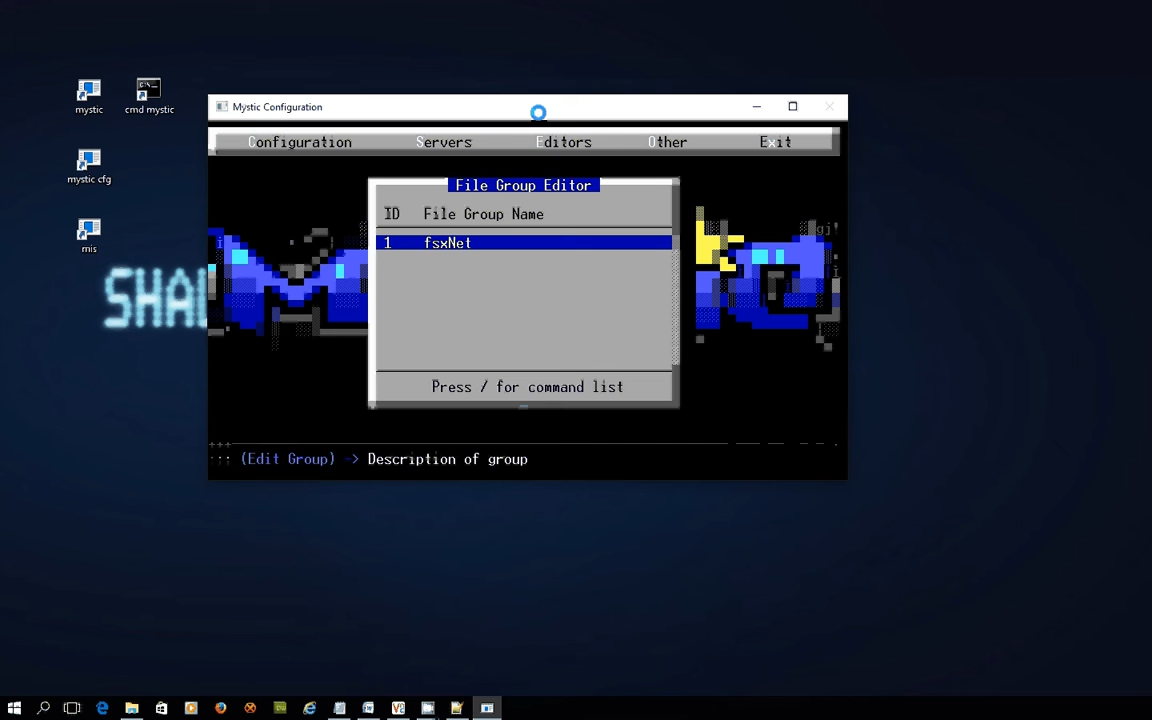 mystic
cmd mystic
mystic cfg
mis
Mystic Configuration
Configuration Servers Editors Other Exit
File Group Editor
ID File Group Name
1 fsxNet
Press / for command list
(Edit Group) -> Description of group